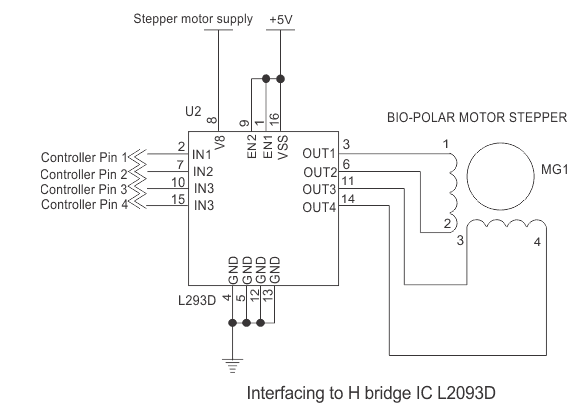 Stepper motor supply
+5V
U2
8
9
1
16
V8
EN2
EN1
VSS
BIO-POLAR MOTOR STEPPER
Controller Pin 1
2
IN1
OUT1
3
1
MG1
Controller Pin 2
7
IN2
OUT2
6
Controller Pin 3
10
IN3
OUT3
11
Controller Pin 4
15
IN3
OUT4
14
2
3
4
GND
GND
GND
GND
L293D
4
5
12
13
Interfacing to H bridge IC L2093D